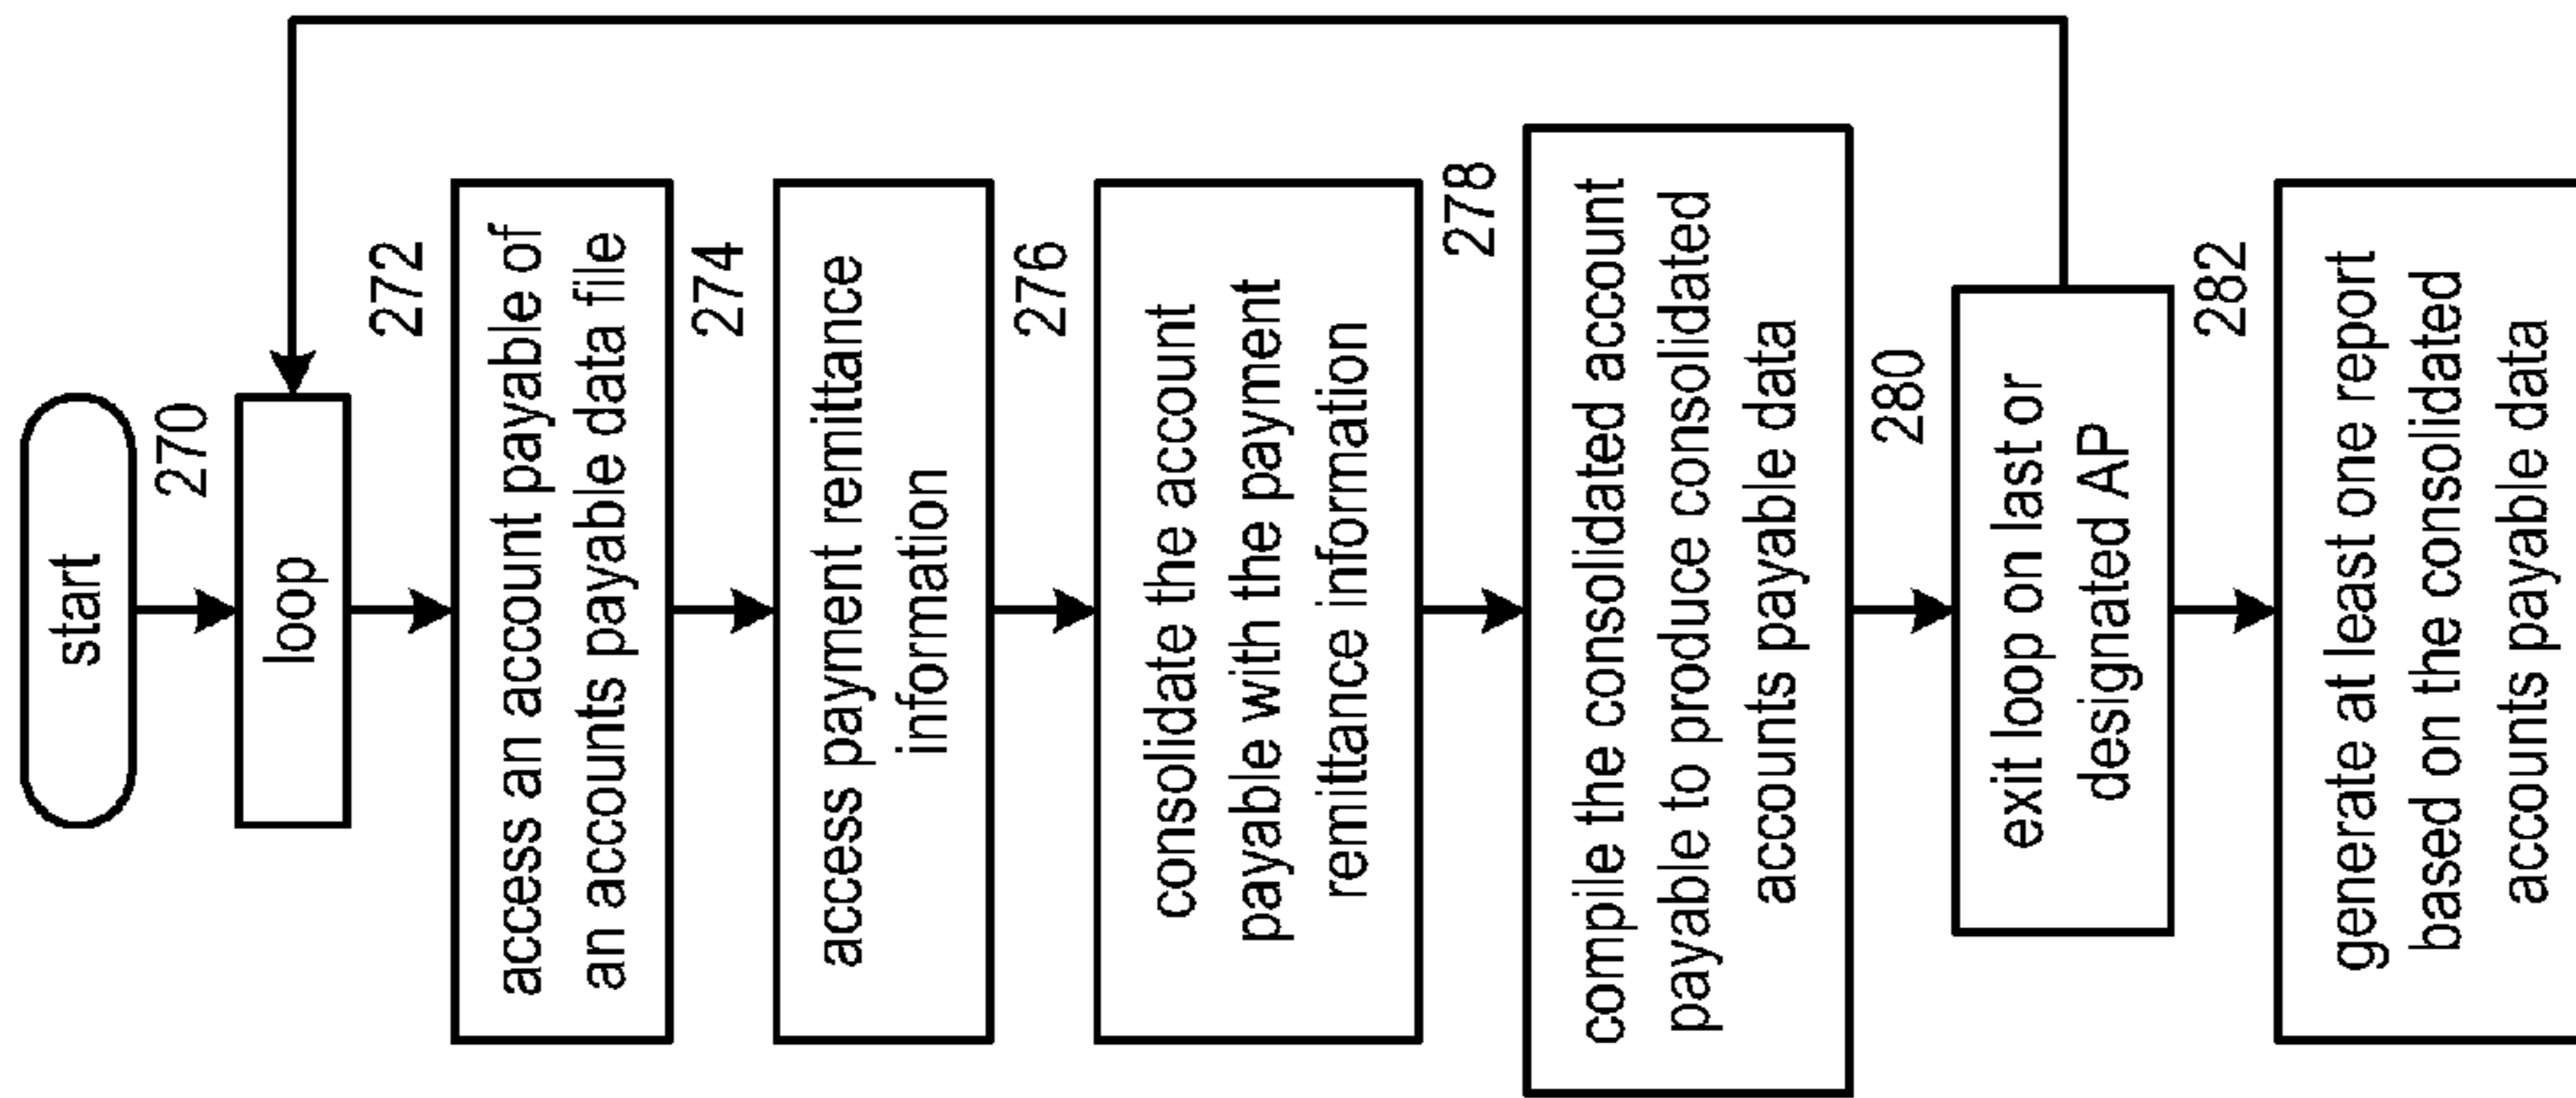 start
270
loop
272
access an account payable of
an accounts payable data file
274
access payment remittance
information
276
consolidate the account
payable with the payment
remittance information
278
compile the consolidated account
payable to produce consolidated
accounts payable data
280
exit loop on last or
designated AP
282
generate at least one report
based on the consolidated
accounts payable data